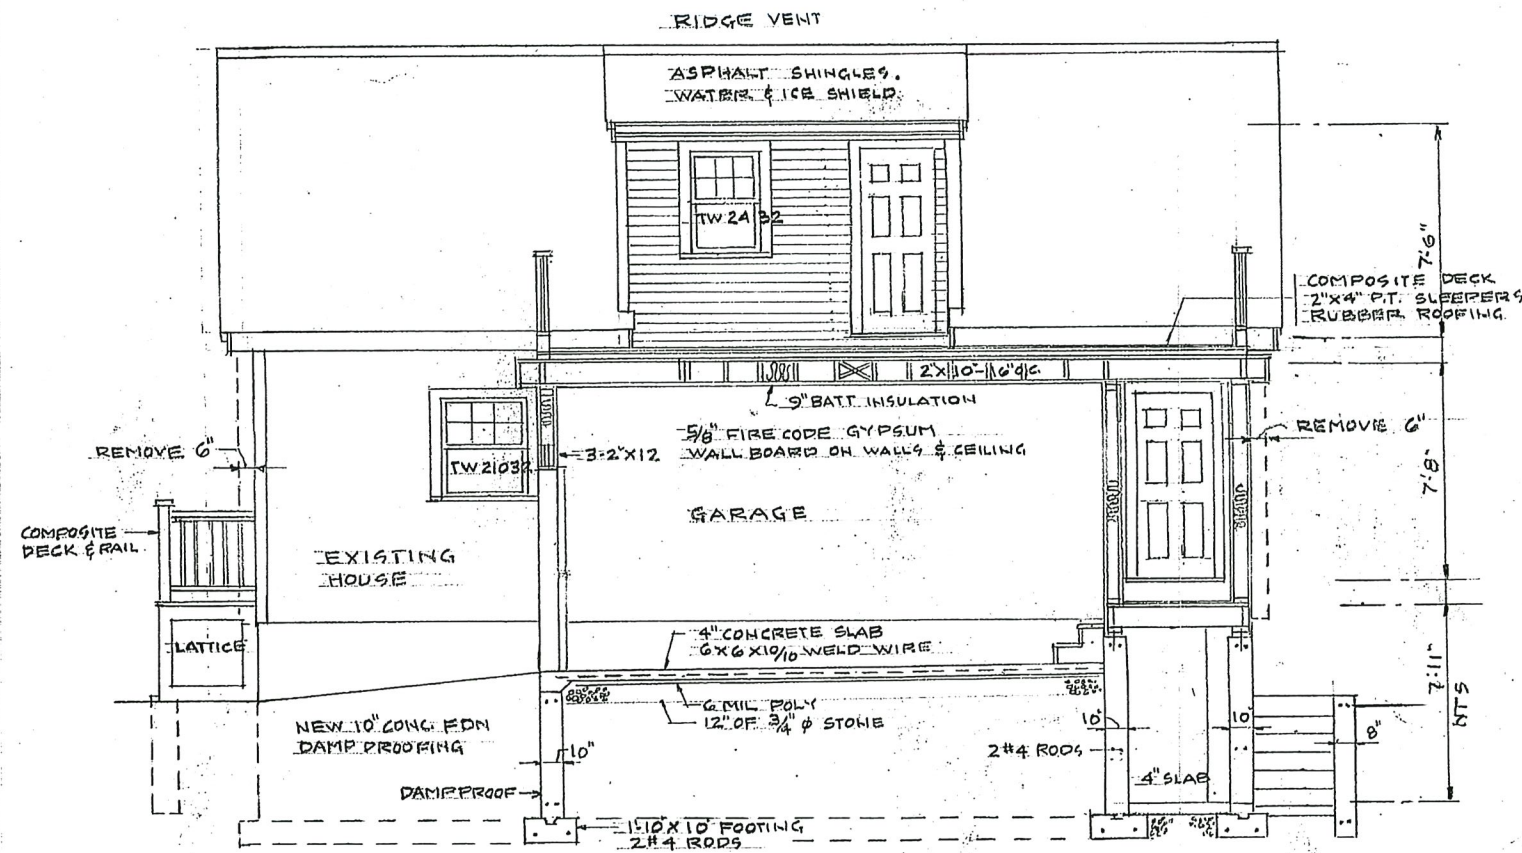 RIDGE VENT
ASPHALT SHINGLES.
WATER & ICE SHIELD
TW 24 32
7'-6"
COMPOSITE DECK
2"X4" P.T. SLEEPERS
RUBBER ROOFING
2"X10"-16"O.C.
9" BATT INSULATION
REMOVE 6"
5/8" FIRE CODE GYPSUM
WALL BOARD ON WALLS & CEILING
REMOVE 6"
3-2"X12
TW 21032
7'-8"
GARAGE
COMPOSITE
DECK & RAIL
EXISTING
HOUSE
LATTICE
4" CONCRETE SLAB
6X6X10/10 WELD WIRE
7'-11"
NTS
6 MIL POLY
12" OF 3/4" ϕ STONE
NEW 10" CONC FDN
DAMP PROOFING
10"
10"
10"
8"
2#4 RODS
4" SLAB
DAMPPROOF
1'-10"X10" FOOTING
2#4 RODS